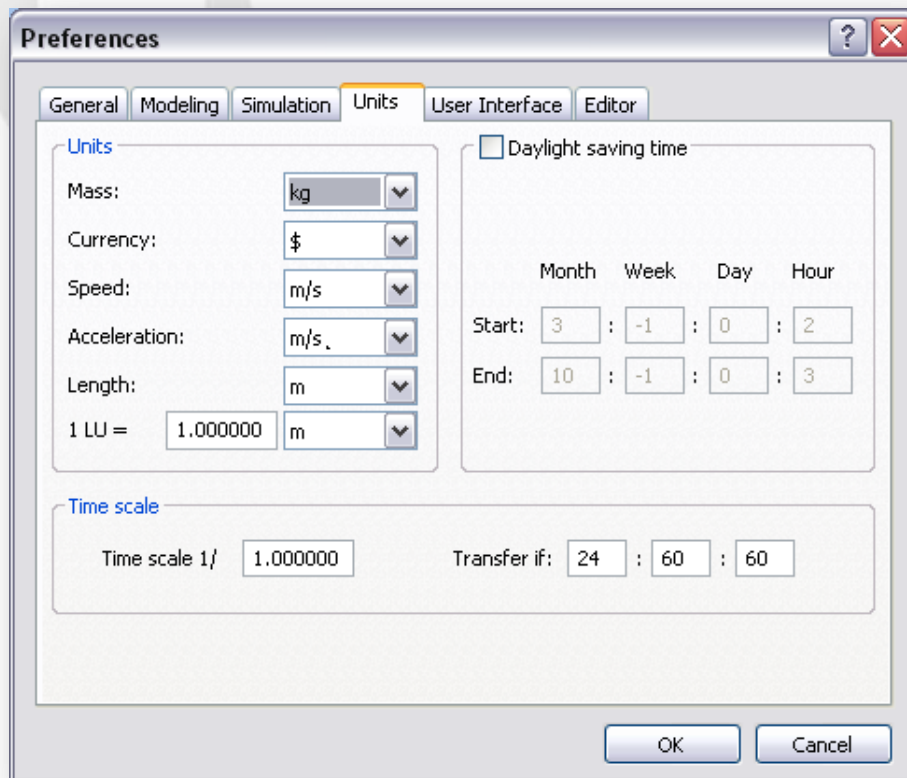 Preferences
General Modeling Simulation Units User Interface Editor
Units
Mass: kg
Currency: $
Speed: m/s
Acceleration: m/s.
Length: m
1 LU = 1.000000 m
Daylight saving time
Month Week Day Hour
Start: 3 : -1 : 0 : 2
End: 10 : -1 : 0 : 3
Time scale
Time scale 1/ 1.000000 Transfer if: 24 : 60 : 60
OK Cancel